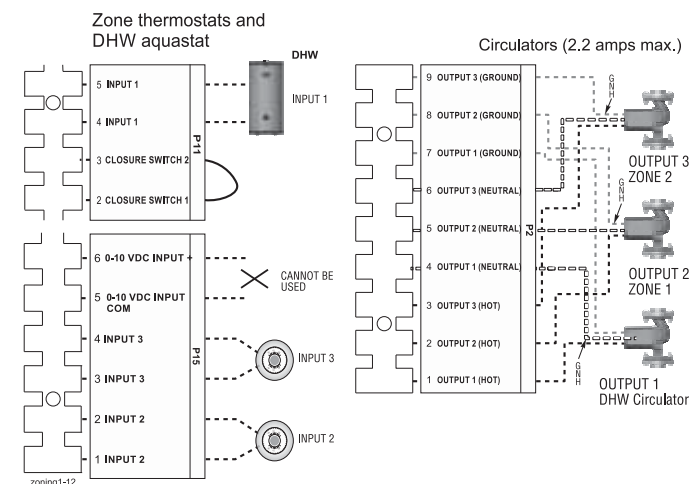 Zone thermostats and
DHW aquastat
DHW
5 INPUT 1
INPUT 1
4 INPUT 1
P11
3 CLOSURE SWITCH 2
2 CLOSURE SWITCH 1
6 0-10 VDC INPUT +
CANNOT BE
USED
5 0-10 VDC INPUT
COM
4 INPUT 3
P15
INPUT 3
3 INPUT 3
2 INPUT 2
INPUT 2
1 INPUT 2
zoning1-12
Circulators (2.2 amps max.)
9 OUTPUT 3 (GROUND)
GNH
8 OUTPUT 2 (GROUND)
OUTPUT 3
ZONE 2
7 OUTPUT 1 (GROUND)
6 OUTPUT 3 (NEUTRAL)
GNH
P2
5 OUTPUT 2 (NEUTRAL)
4 OUTPUT 1 (NEUTRAL)
OUTPUT 2
ZONE 1
3 OUTPUT 3 (HOT)
2 OUTPUT 2 (HOT)
GNH
1 OUTPUT 1 (HOT)
OUTPUT 1
DHW Circulator